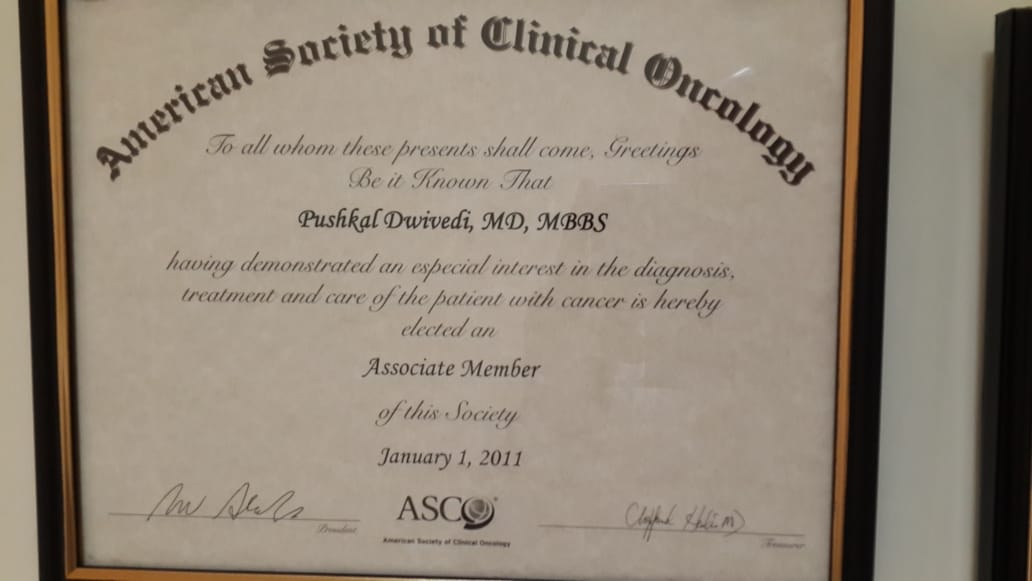 American Society of Clinical Oncology
To all whom these presents shall come, Greetings
Be it Known That
Pushkal Dwivedi, MD, MBBS
having demonstrated an especial interest in the diagnosis,
treatment and care of the patient with cancer is hereby
elected an
Associate Member
of this Society
January 1, 2011
President
ASCO®
American Society of Clinical Oncology
Treasurer